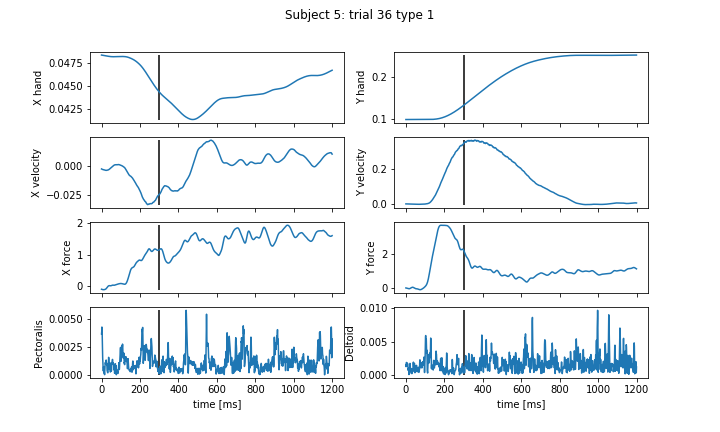 Subject 5: trial 36 type 1
X hand
0.0475
0.0450
0.0425
Y hand
0.2
0.1
X velocity
0.000
−0.025
Y velocity
0.2
0.0
X force
2
1
0
Y force
2
0
Pectoralis
0.0050
0.0025
0.0000
0 200 400 600 800 1000 1200
time [ms]
Deltoid
0.010
0.005
0.000
0 200 400 600 800 1000 1200
time [ms]